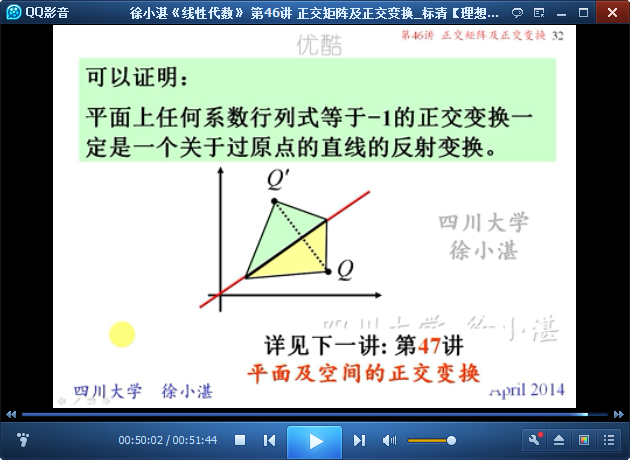 QQ影音
徐小湛《线性代数》 第46讲 正交矩阵及正交变换_标清【理想...
优酷
第46讲 正交矩阵及正交变换 32
可以证明：
平面上任何系数行列式等于-1的正交变换一
定是一个关于过原点的直线的反射变换。
Q'
Q
四川大学
徐小湛
四川大学 徐小湛
详见下一讲: 第47讲
平面及空间的正交变换
四川大学 徐小湛
April 2014
00:50:02 / 00:51:44